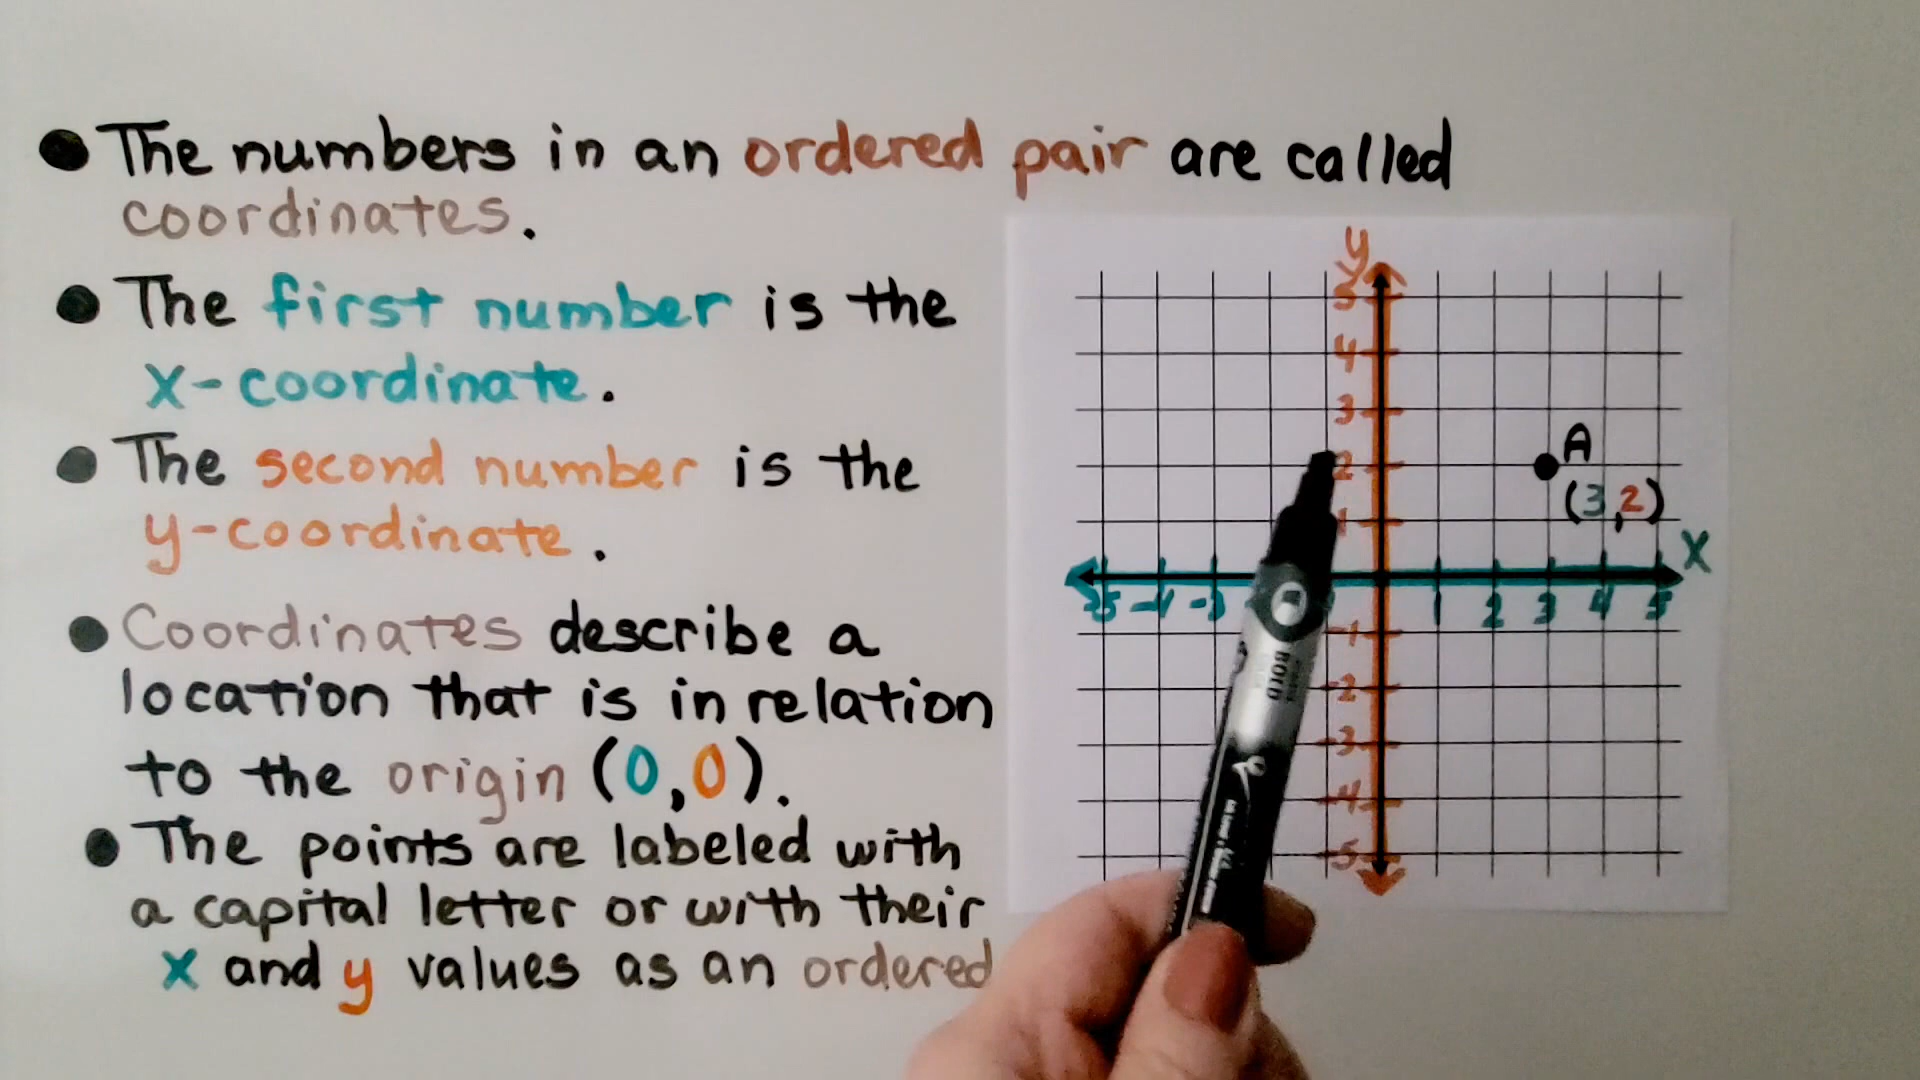 ● The numbers in an ordered pair are called
coordinates.
● The first number is the
x-coordinate.
● The second number is the
y-coordinate.
● Coordinates describe a
location that is in relation
to the origin (0,0).
● The points are labeled with
a capital letter or with their
x and y values as an ordered
y
5
4
3
2
1
A
(3,2)
X
-5 -4 -3 1 2 3 4 5
-1
-2
-3
-4
-5
BOLD